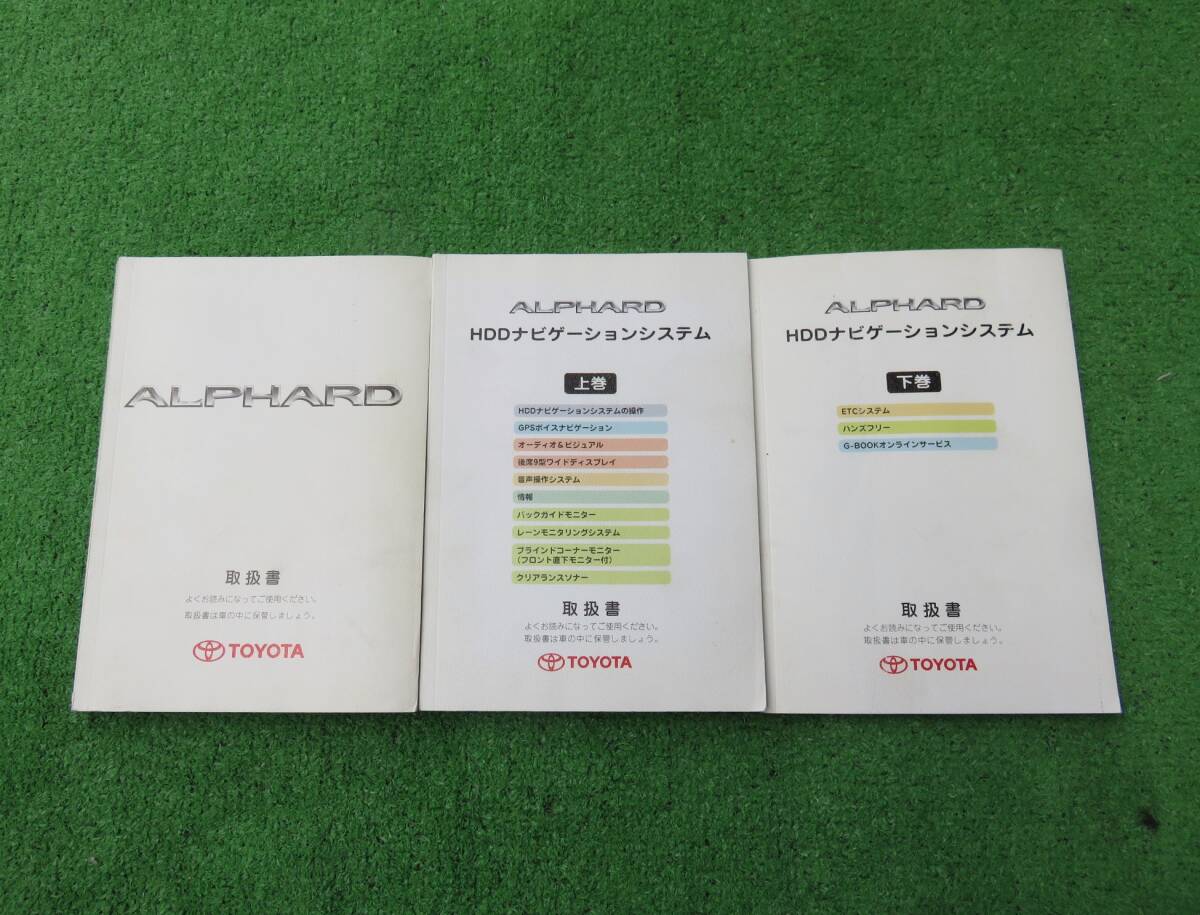 ALPHARD
取扱書
よくお読みになってご使用ください。
取扱書は車の中に保管しましょう。
TOYOTA
ALPHARD
HDDナビゲーションシステム
上巻
HDDナビゲーションシステムの操作
GPSボイスナビゲーション
オーディオ&ビジュアル
後席9型ワイドディスプレイ
音声操作システム
情報
バックガイドモニター
レーンモニタリングシステム
ブラインドコーナーモニター
(フロント直下モニター付)
クリアランスソナー
取扱書
よくお読みになってご使用ください。
取扱書は車の中に保管しましょう。
TOYOTA
ALPHARD
HDDナビゲーションシステム
下巻
ETCシステム
ハンズフリー
G-BOOKオンラインサービス
取扱書
よくお読みになってご使用ください。
取扱書は車の中に保管しましょう。
TOYOTA